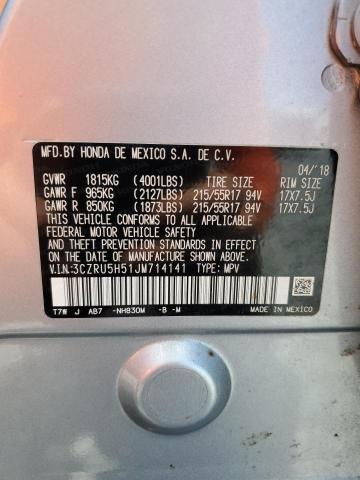 MFD.BY HONDA DE MEXICO S.A. DE C.V.
04/'18
GVWR 1815KG (4001LBS) TIRE SIZE RIM SIZE
GAWR F 965KG (2127LBS) 215/55R17 94V 17X7.5J
GAWR R 850KG (1873LBS) 215/55R17 94V 17X7.5J
THIS VEHICLE CONFORMS TO ALL APPLICABLE
FEDERAL MOTOR VEHICLE SAFETY STANDARDS IN
EFFECT ON THE DATE OF MANUFACTURE SHOWN ABOVE.
V.I.N:3CZRU5H51JM714141 TYPE: MPV
T7W J AB7 -NH830M -B -M
MADE
IN MEXICO